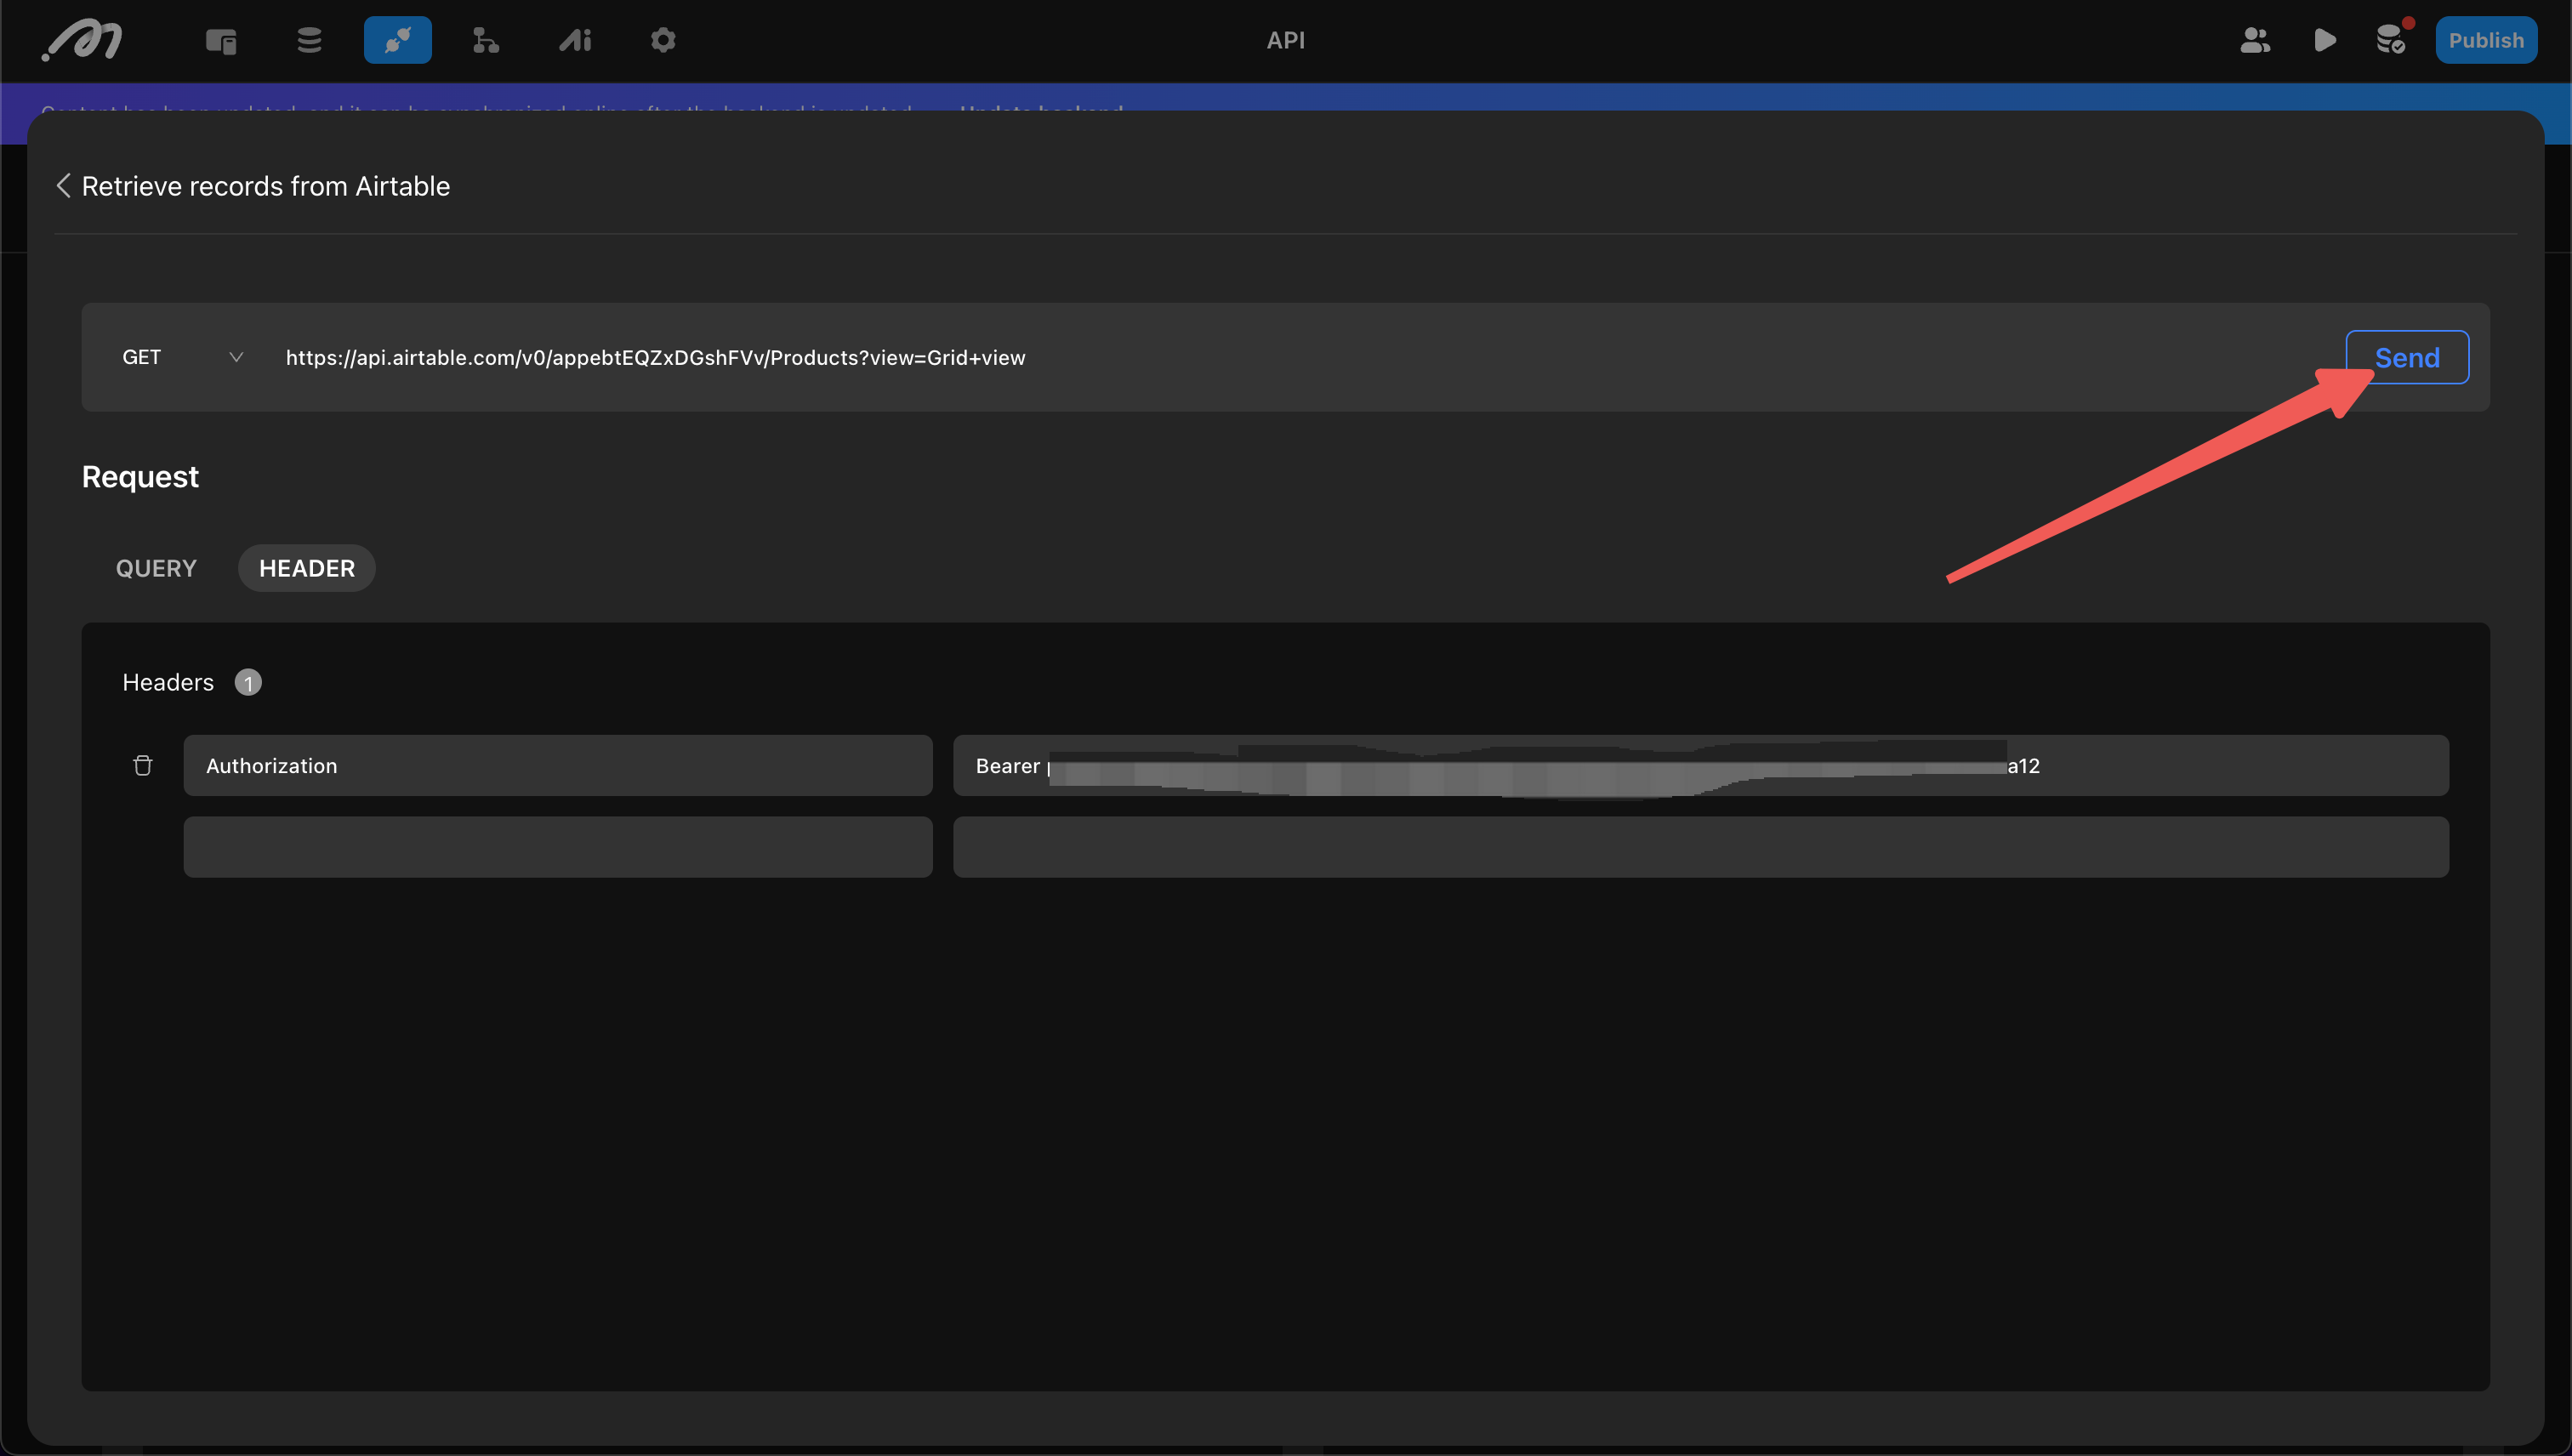 API
Publish
Content has been updated, and it can be synchronized online after the backend is updated. Update backend
Retrieve records from Airtable
GET https://api.airtable.com/v0/appebtEQZxDGshFVv/Products?view=Grid+view Send
Request
QUERY HEADER
Headers 1
Authorization Bearer a12